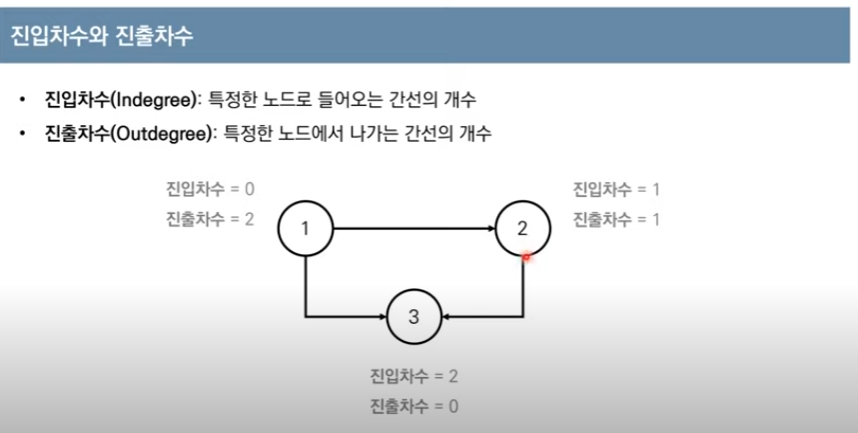 진입차수와 진출차수
• 진입차수(Indegree): 특정한 노드로 들어오는 간선의 개수
• 진출차수(Outdegree): 특정한 노드에서 나가는 간선의 개수
진입차수 = 0
진출차수 = 2
1
2
진입차수 = 1
진출차수 = 1
3
진입차수 = 2
진출차수 = 0